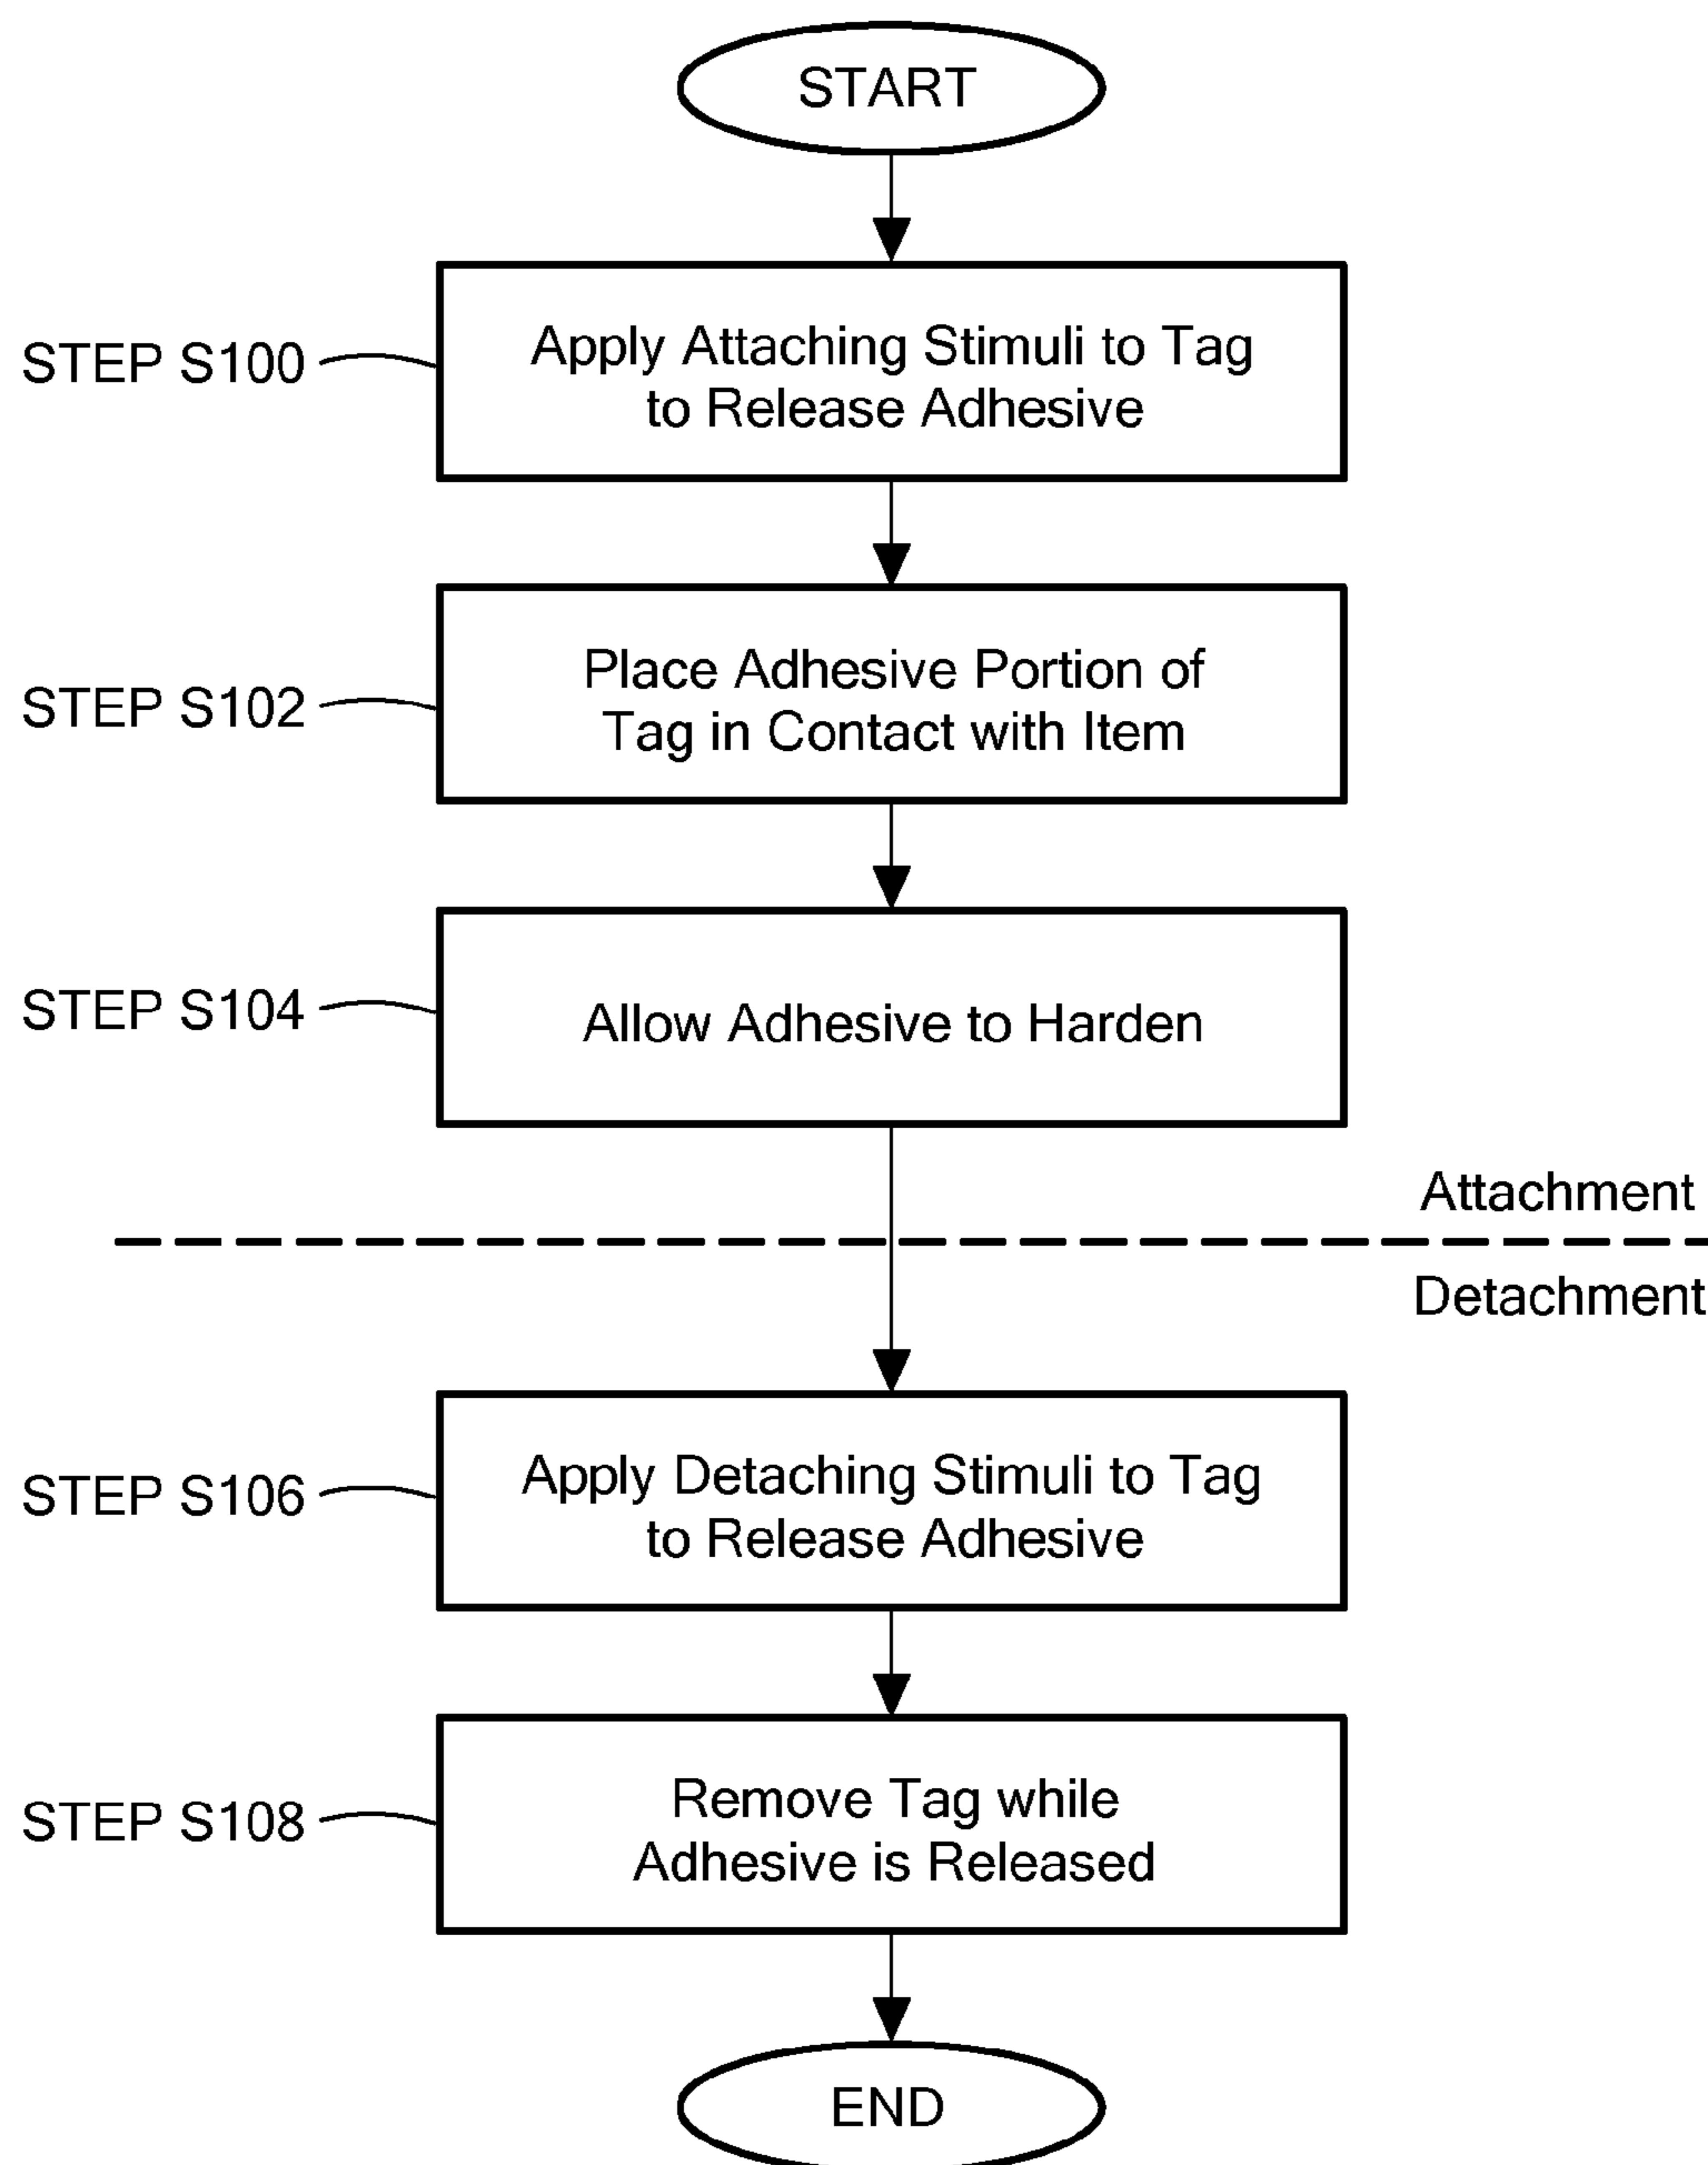 START
STEP S100
Apply Attaching Stimuli to Tag
to Release Adhesive
STEP S102
Place Adhesive Portion of
Tag in Contact with Item
STEP S104
Allow Adhesive to Harden
Attachment
Detachment
STEP S106
Apply Detaching Stimuli to Tag
to Release Adhesive
STEP S108
Remove Tag while
Adhesive is Released
END